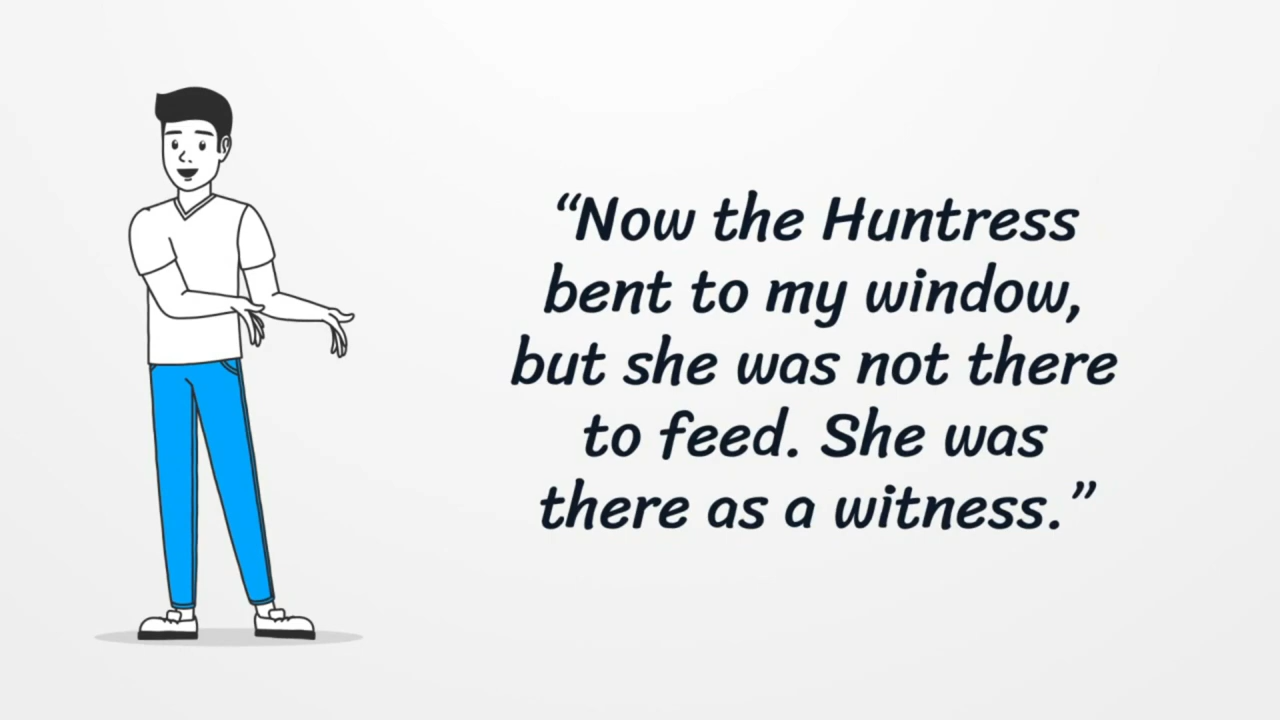 “Now the Huntress
bent to my window,
but she was not there
to feed. She was
there as a witness.”